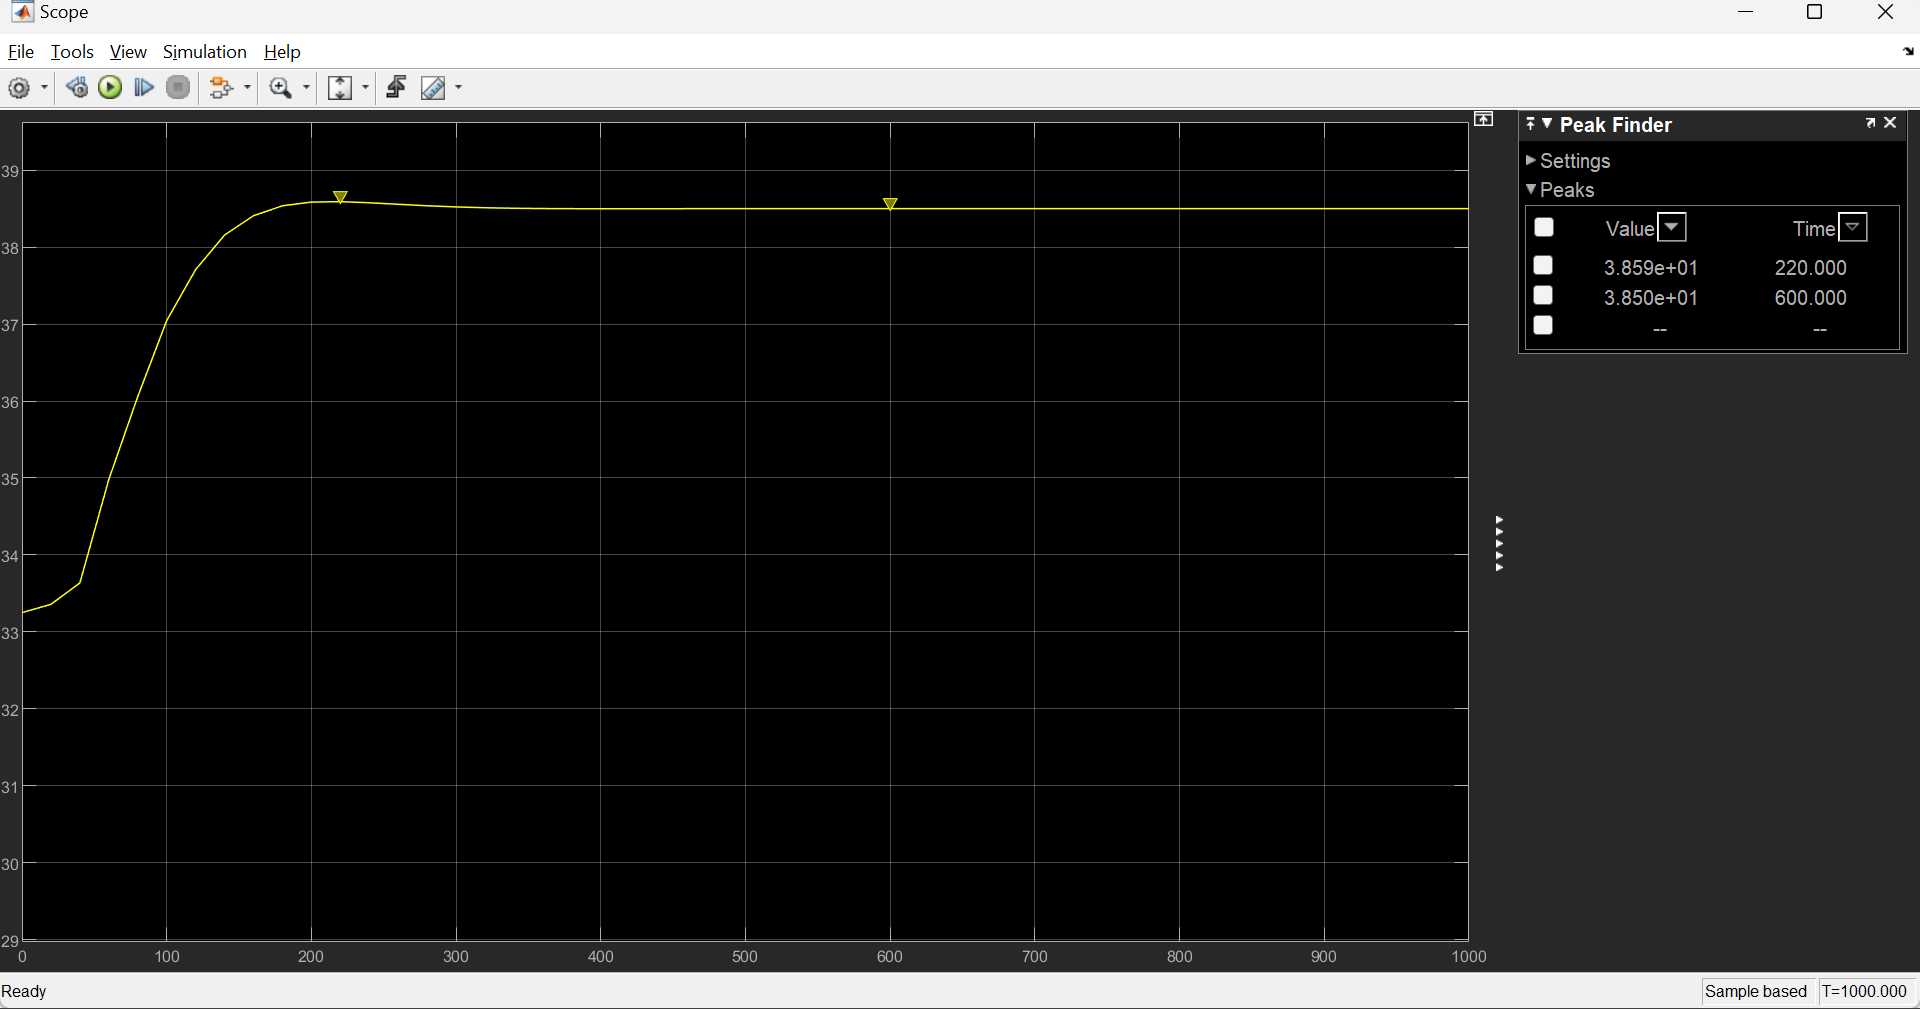 Scope
File Tools View Simulation Help
Peak Finder
Settings
Peaks
Value Time
3.859e+01 220.000
3.850e+01 600.000
-- --
39
38
37
36
35
34
33
32
31
30
29
0 100 200 300 400 500 600 700 800 900 1000
Ready Sample based T=1000.000